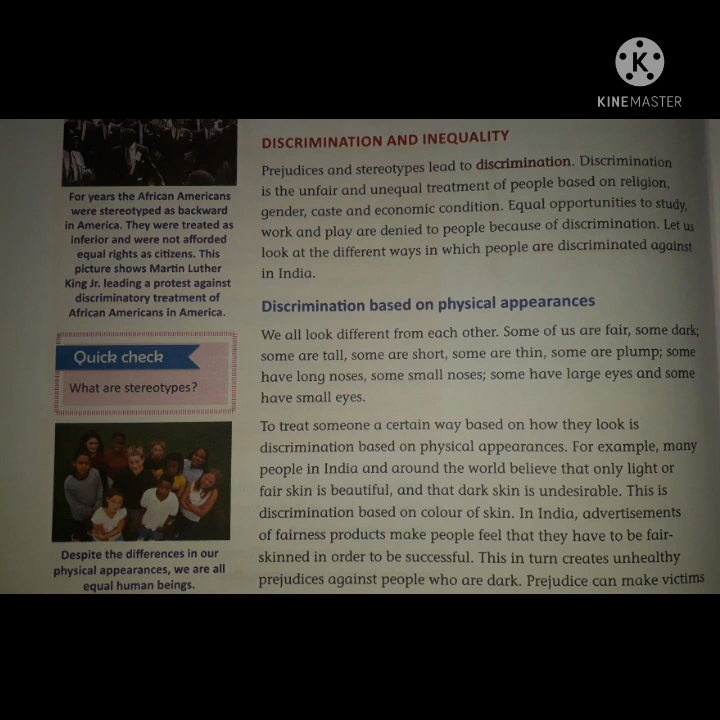 K
KINEMASTER
For years the African Americans
were stereotyped as backward
in America. They were treated as
inferior and were not afforded
equal rights as citizens. This
picture shows Martin Luther
King Jr. leading a protest against
discriminatory treatment of
African Americans in America.
Quick check
What are stereotypes?
Despite the differences in our
physical appearances, we are all
equal human beings.
DISCRIMINATION AND INEQUALITY
Prejudices and stereotypes lead to discrimination. Discrimination
is the unfair and unequal treatment of people based on religion,
gender, caste and economic condition. Equal opportunities to study,
work and play are denied to people because of discrimination. Let us
look at the different ways in which people are discriminated against
in India.
Discrimination based on physical appearances
We all look different from each other. Some of us are fair, some dark;
some are tall, some are short, some are thin, some are plump; some
have long noses, some small noses; some have large eyes and some
have small eyes.
To treat someone a certain way based on how they look is
discrimination based on physical appearances. For example, many
people in India and around the world believe that only light or
fair skin is beautiful, and that dark skin is undesirable. This is
discrimination based on colour of skin. In India, advertisements
of fairness products make people feel that they have to be fair-
skinned in order to be successful. This in turn creates unhealthy
prejudices against people who are dark. Prejudice can make victims